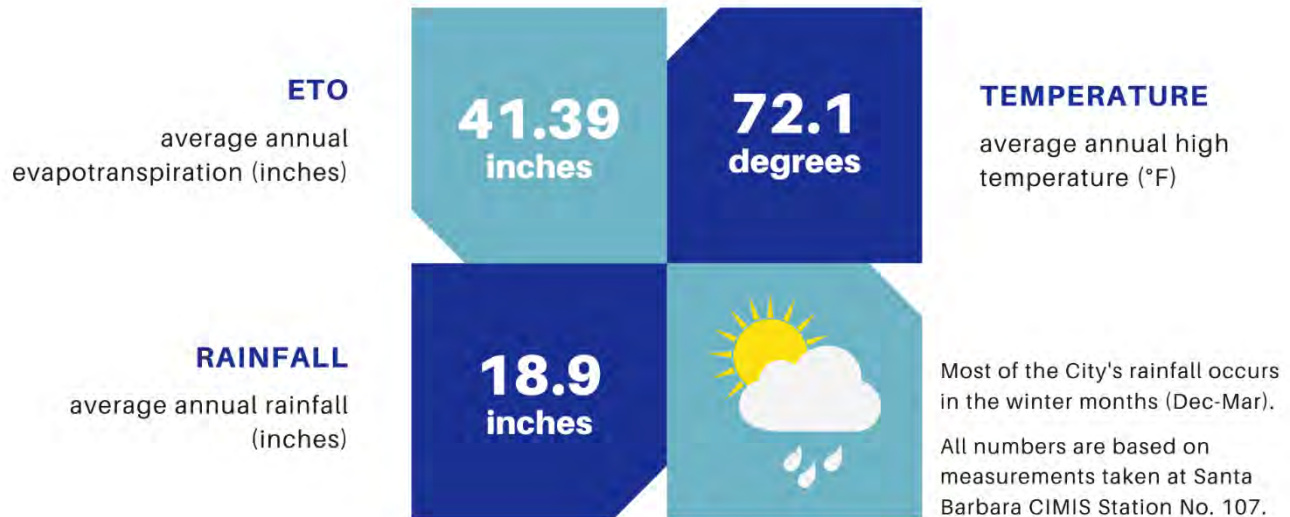 ETO
average annual
evapotranspiration (inches)
41.39
inches
72.1
degrees
TEMPERATURE
average annual high
temperature (°F)
RAINFALL
average annual rainfall
(inches)
18.9
inches
Most of the City's rainfall occurs
in the winter months (Dec-Mar).
All numbers are based on
measurements taken at Santa
Barbara CIMIS Station No. 107.